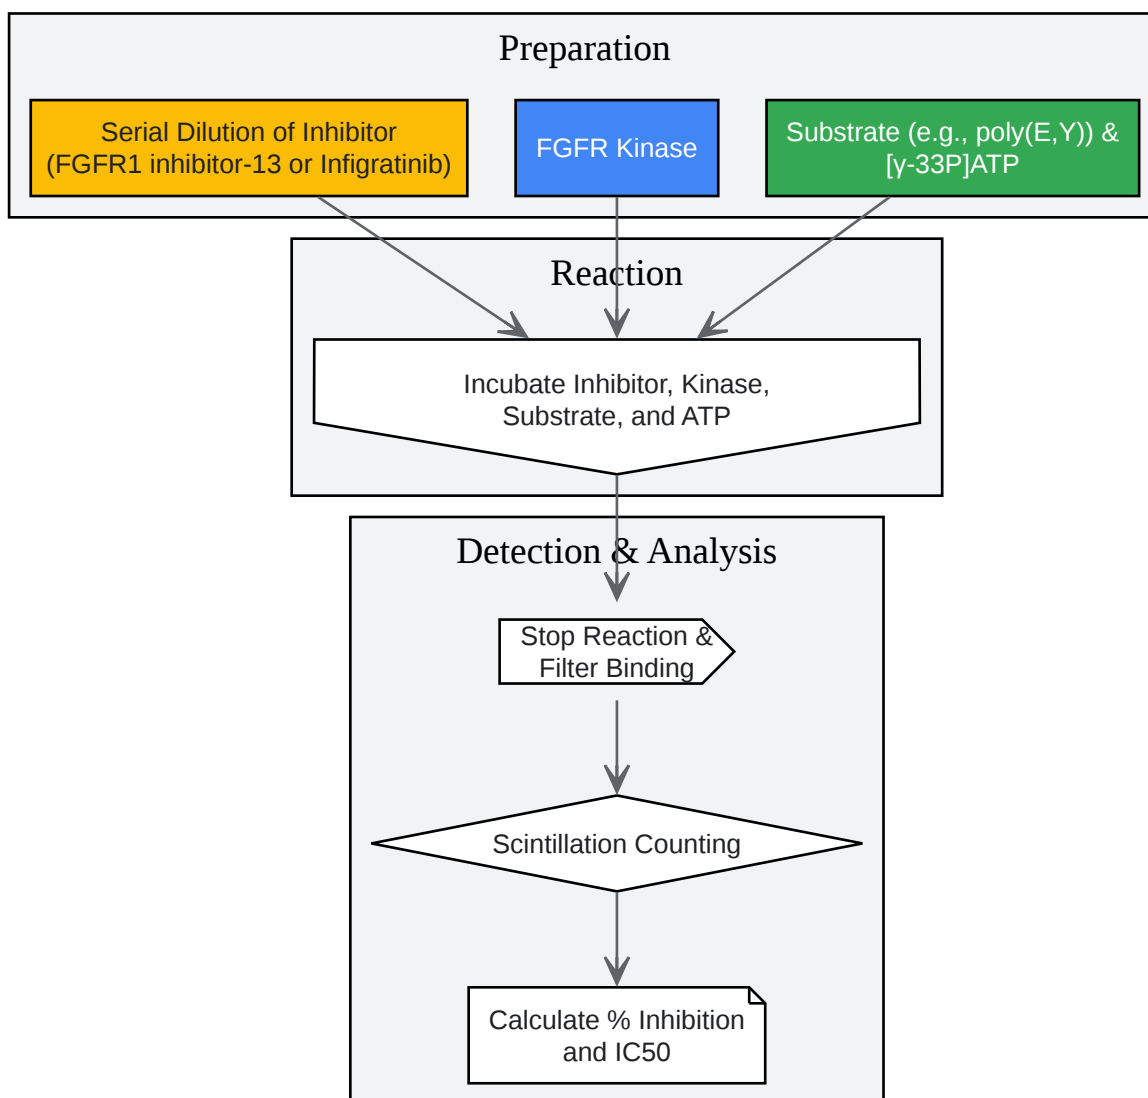 Preparation
Serial Dilution of Inhibitor
(FGFR1 inhibitor-13 or Infigratinib)
FGFR Kinase
Substrate (e.g., poly(E,Y)) &
[γ-33P]ATP
Reaction
Incubate Inhibitor, Kinase,
Substrate, and ATP
Detection & Analysis
Stop Reaction &
Filter Binding
Scintillation Counting
Calculate % Inhibition
and IC50